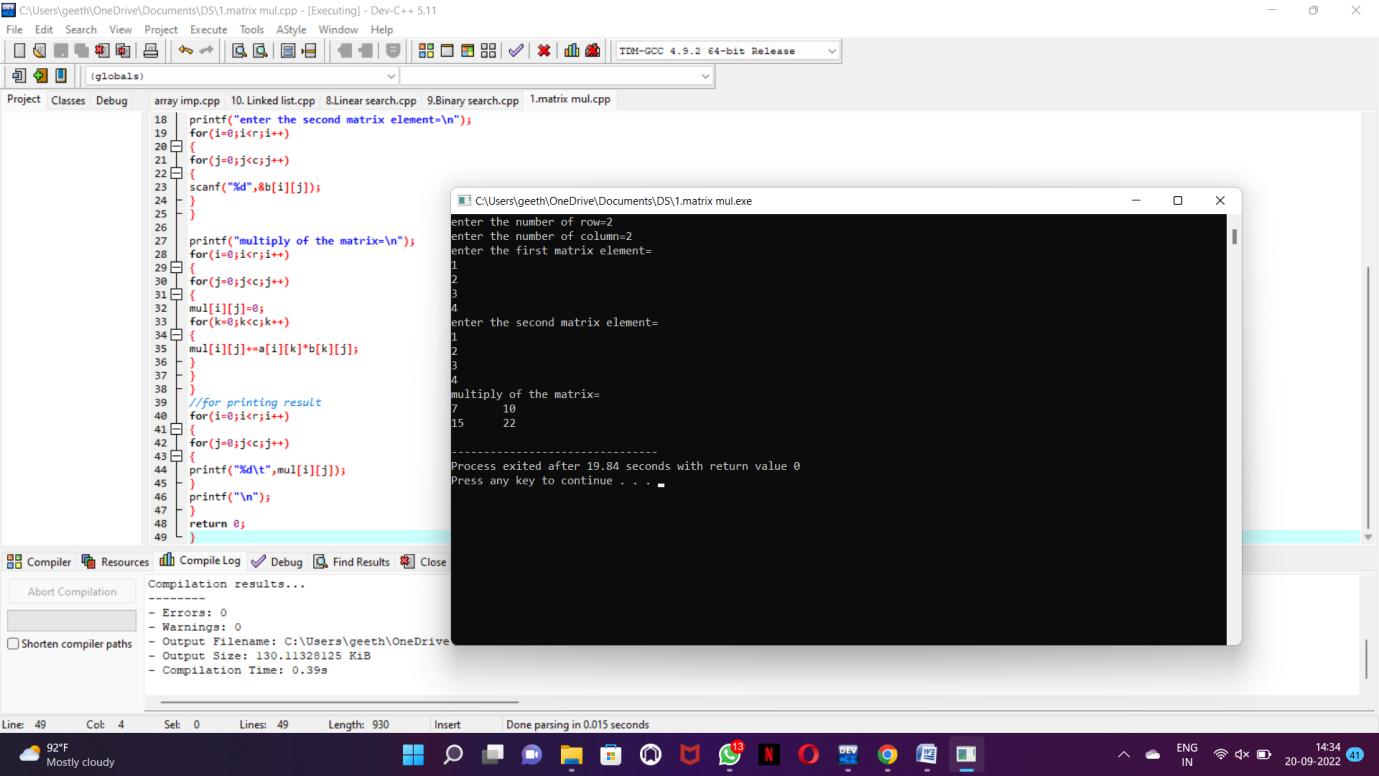 C:\Users\geeth\OneDrive\Documents\DS\1.matrix mul.cpp - [Executing] - Dev-C++ 5.11
File Edit Search View Project Execute Tools AStyle Window Help
TDM-GCC 4.9.2 64-bit Release
(globals)
Project Classes Debug
array imp.cpp 10. Linked list.cpp 8.Linear search.cpp 9.Binary search.cpp 1.matrix mul.cpp
18 printf("enter the second matrix element=\n");
19 for(i=0;i<r;i++)
20 {
21 for(j=0;j<c;j++)
22 {
23 scanf("%d",&b[i][j]);
24 }
25 }
26
27 printf("multiply of the matrix=\n");
28 for(i=0;i<r;i++)
29 {
30 for(j=0;j<c;j++)
31 {
32 mul[i][j]=0;
33 for(k=0;k<c;k++)
34 {
35 mul[i][j]+=a[i][k]*b[k][j];
36 }
37 }
38 }
39 //for printing result
40 for(i=0;i<r;i++)
41 {
42 for(j=0;j<c;j++)
43 {
44 printf("%d\t",mul[i][j]);
45 }
46 printf("\n");
47 }
48 return 0;
49 }
C:\Users\geeth\OneDrive\Documents\DS\1.matrix mul.exe
enter the number of row=2
enter the number of column=2
enter the first matrix element=
1
2
3
4
enter the second matrix element=
1
2
3
4
multiply of the matrix=
7 10
15 22
--------------------------------
Process exited after 19.84 seconds with return value 0
Press any key to continue . . .
Compiler Resources Compile Log Debug Find Results Close
Abort Compilation
Shorten compiler paths
Compilation results...
--------
- Errors: 0
- Warnings: 0
- Output Filename: C:\Users\geeth\OneDrive
- Output Size: 130.11328125 KiB
- Compilation Time: 0.39s
Line: 49 Col: 4 Sel: 0 Lines: 49 Length: 930 Insert Done parsing in 0.015 seconds
92°F
Mostly cloudy
13
N
DEV
W
ENG
IN
14:34
20-09-2022
41